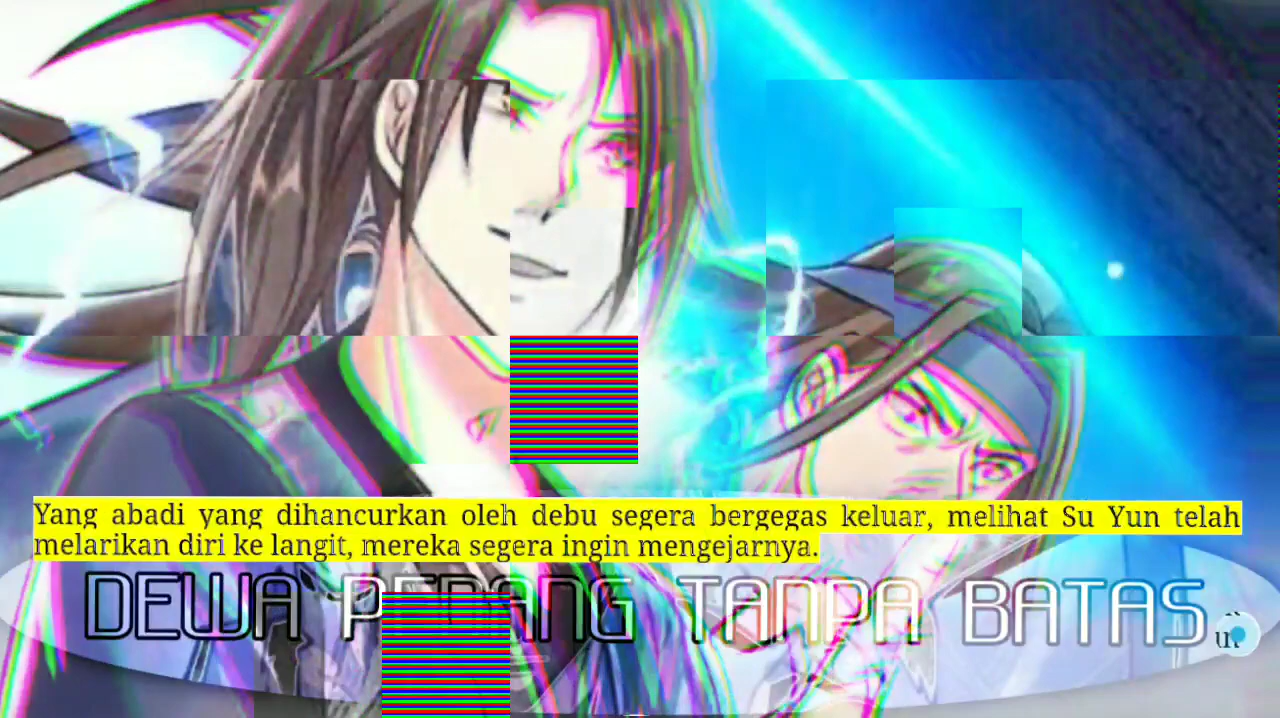 Yang abadi yang dihancurkan oleh debu segera bergegas keluar, melihat Su Yun telah
melarikan diri ke langit, mereka segera ingin mengejarnya.
DEWA PERANG TANPA BATAS